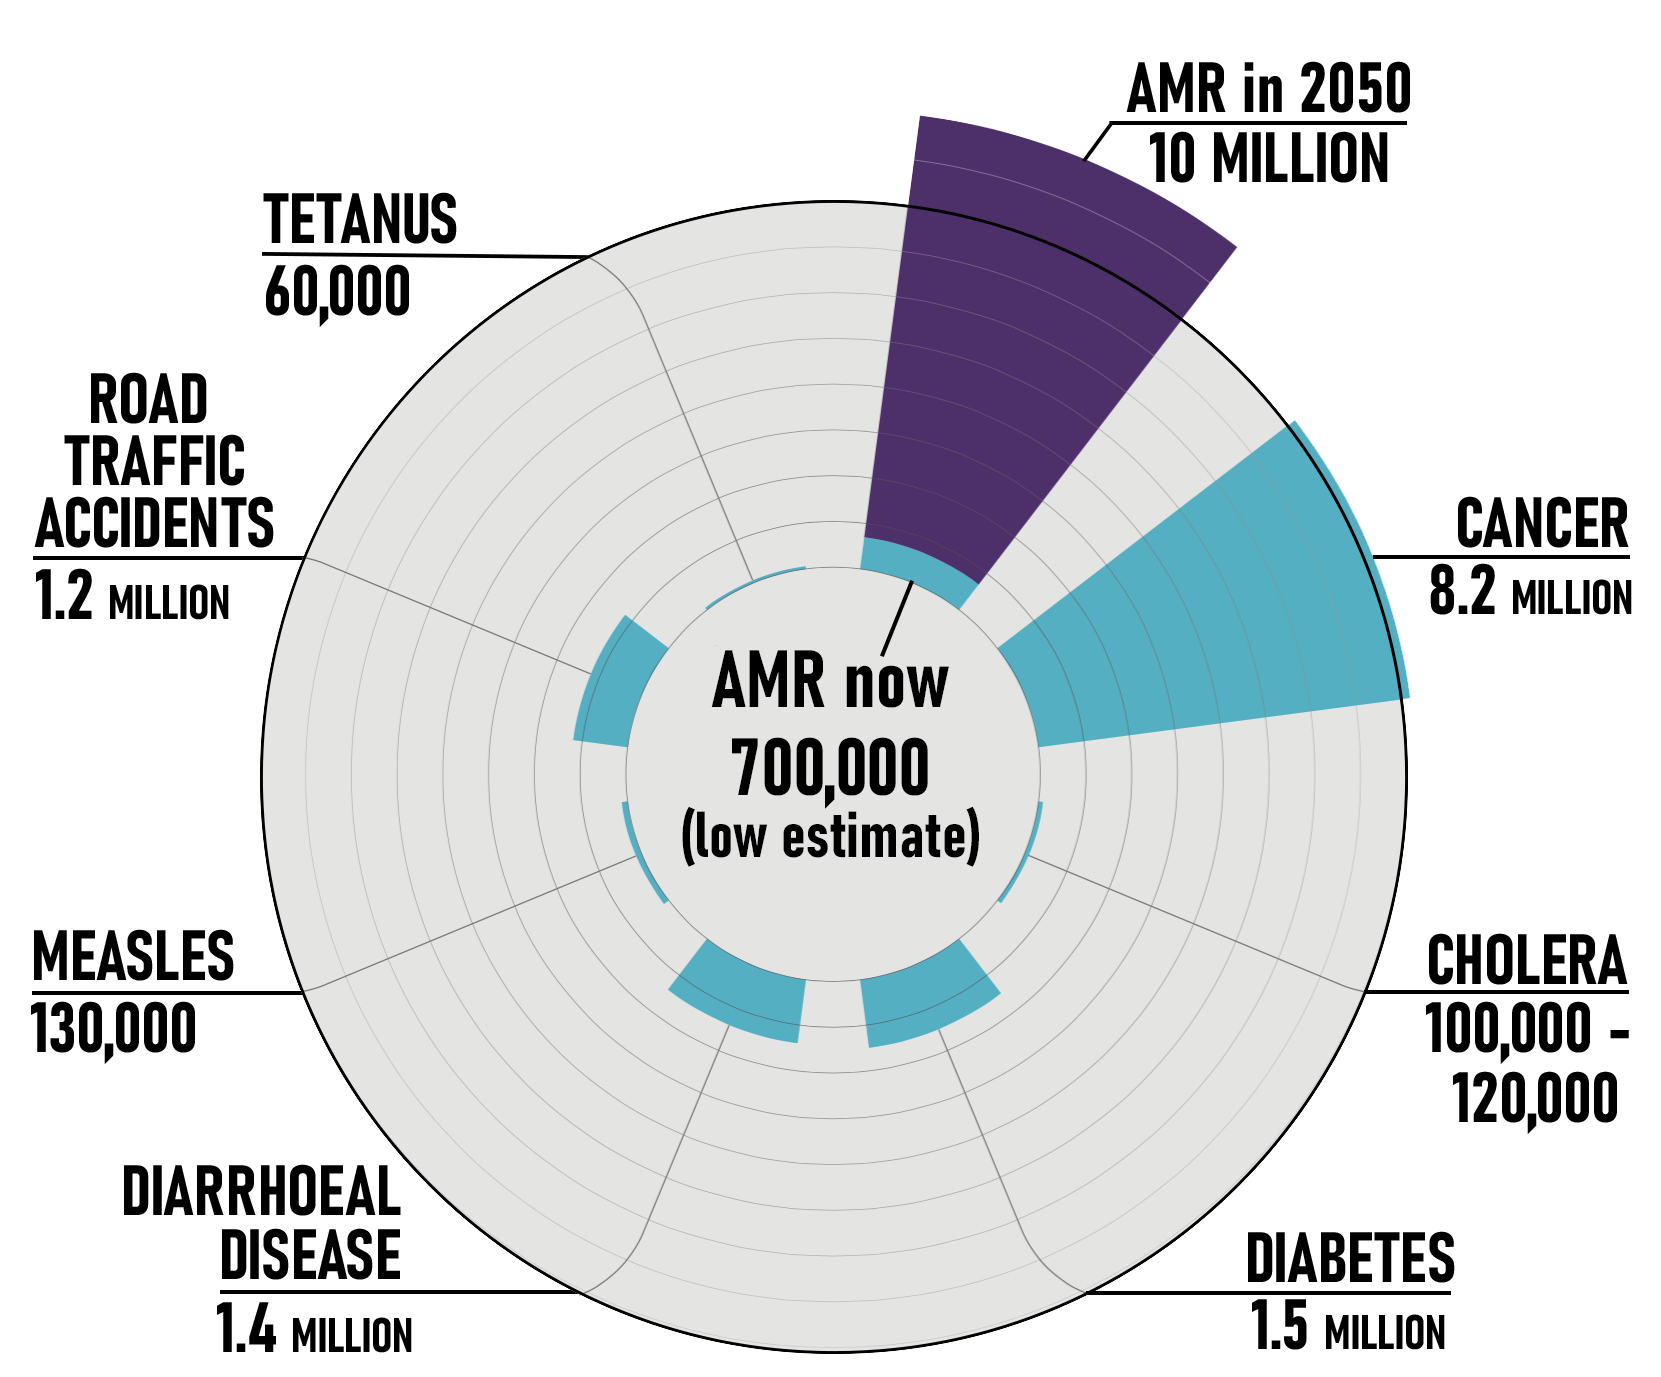 AMR in 2050
10 MILLION
TETANUS
60,000
ROAD
TRAFFIC
ACCIDENTS
1.2 MILLION
CANCER
8.2 MILLION
AMR now
700,000
(low estimate)
MEASLES
130,000
CHOLERA
100,000 -
120,000
DIARRHOEAL
DISEASE
1.4 MILLION
DIABETES
1.5 MILLION